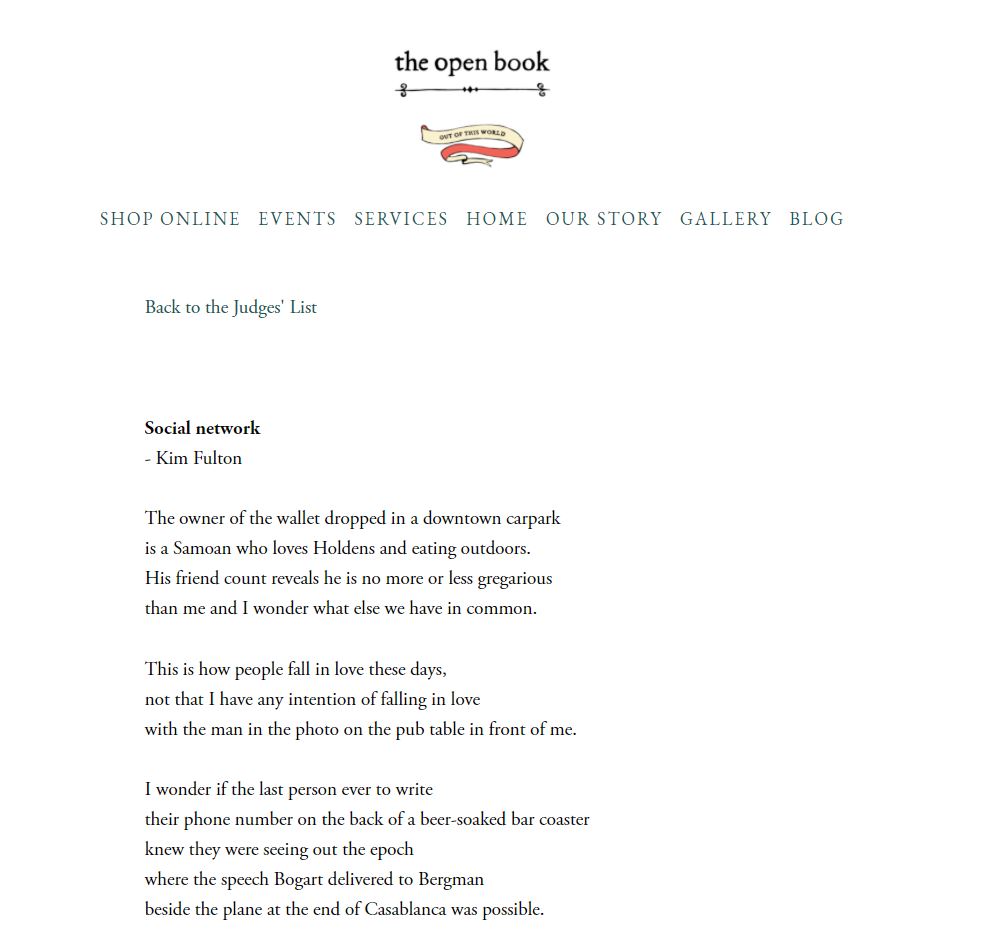 the open book
OUT OF THIS WORLD
SHOP ONLINE EVENTS SERVICES HOME OUR STORY GALLERY BLOG
Back to the Judges' List
Social network
- Kim Fulton
The owner of the wallet dropped in a downtown carpark
is a Samoan who loves Holdens and eating outdoors.
His friend count reveals he is no more or less gregarious
than me and I wonder what else we have in common.
This is how people fall in love these days,
not that I have any intention of falling in love
with the man in the photo on the pub table in front of me.
I wonder if the last person ever to write
their phone number on the back of a beer-soaked bar coaster
knew they were seeing out the epoch
where the speech Bogart delivered to Bergman
beside the plane at the end of Casablanca was possible.